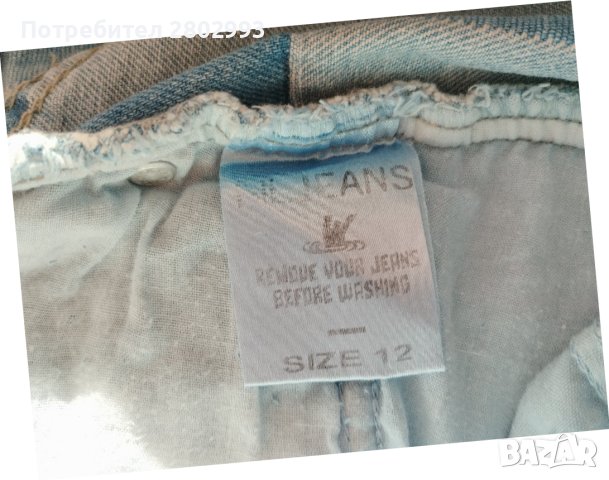 Потребител 2802993
JEANS
REMOVE YOUR JEANS
BEFORE WASHING
SIZE 12
BAZAR